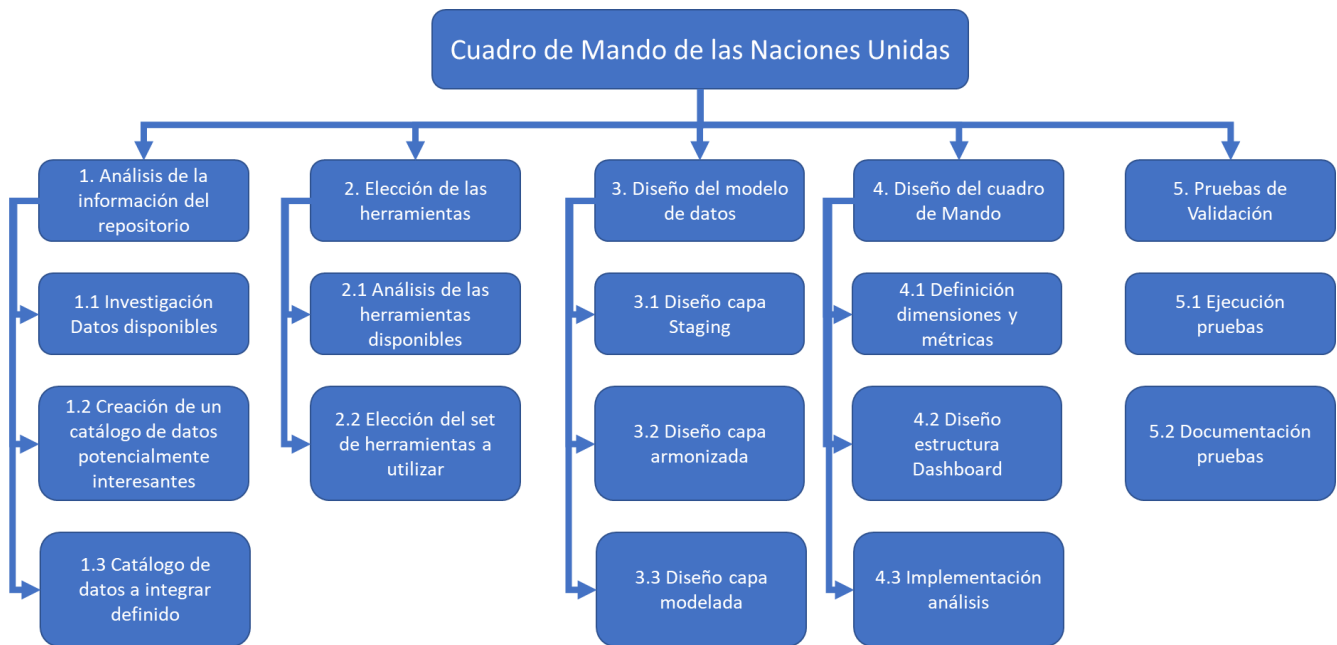 Cuadro de Mando de las Naciones Unidas
1. Análisis de la
información del
repositorio
2. Elección de las
herramientas
3. Diseño del modelo
de datos
4. Diseño del cuadro
de Mando
5. Pruebas de
Validación
1.1 Investigación
Datos disponibles
2.1 Análisis de las
herramientas
disponibles
3.1 Diseño capa
Staging
4.1 Definición
dimensiones y
métricas
5.1 Ejecución
pruebas
1.2 Creación de un
catálogo de datos
potencialmente
interesantes
2.2 Elección del set
de herramientas a
utilizar
3.2 Diseño capa
armonizada
4.2 Diseño
estructura
Dashboard
5.2 Documentación
pruebas
1.3 Catálogo de
datos a integrar
definido
3.3 Diseño capa
modelada
4.3 Implementación
análisis